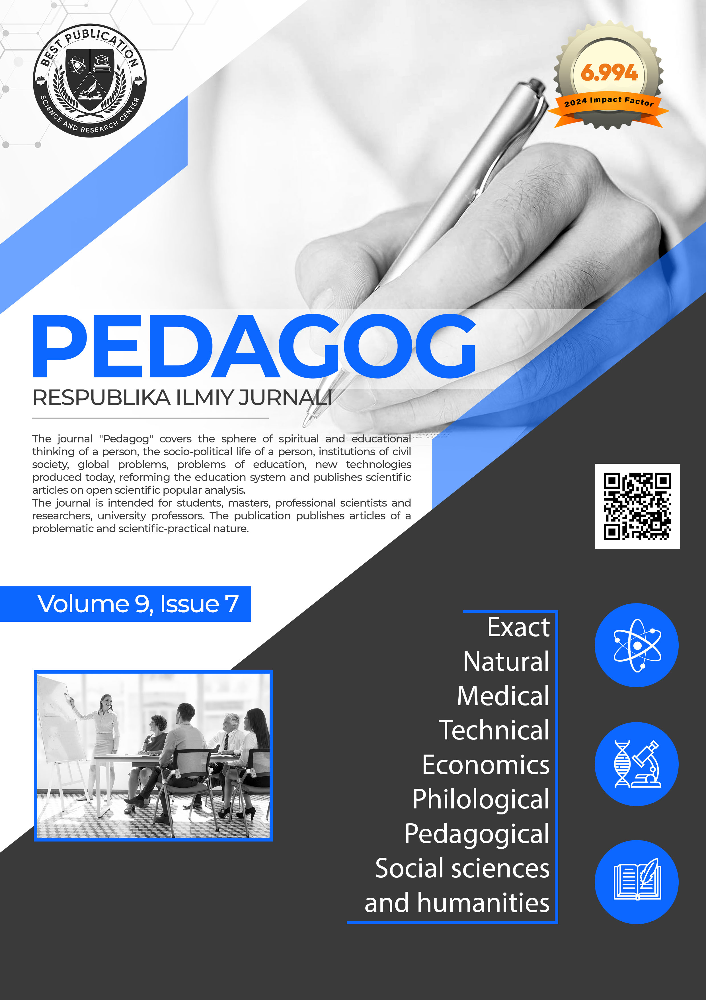 BEST PUBLICATION
SCIENCE AND RESEARCH CENTER
6.994
2024 Impact Factor
PEDAGOG
RESPUBLIKA ILMIY JURNALI
The journal "Pedagog" covers the sphere of spiritual and educational
thinking of a person, the socio-political life of a person, institutions of civil
society, global problems, problems of education, new technologies
produced today, reforming the education system and publishes scientific
articles on open scientific popular analysis.
The journal is intended for students, masters, professional scientists and
researchers, university professors. The publication publishes articles of a
problematic and scientific-practical nature.
Volume 9, Issue 7
Exact
Natural
Medical
Technical
Economics
Philological
Pedagogical
Social sciences
and humanities